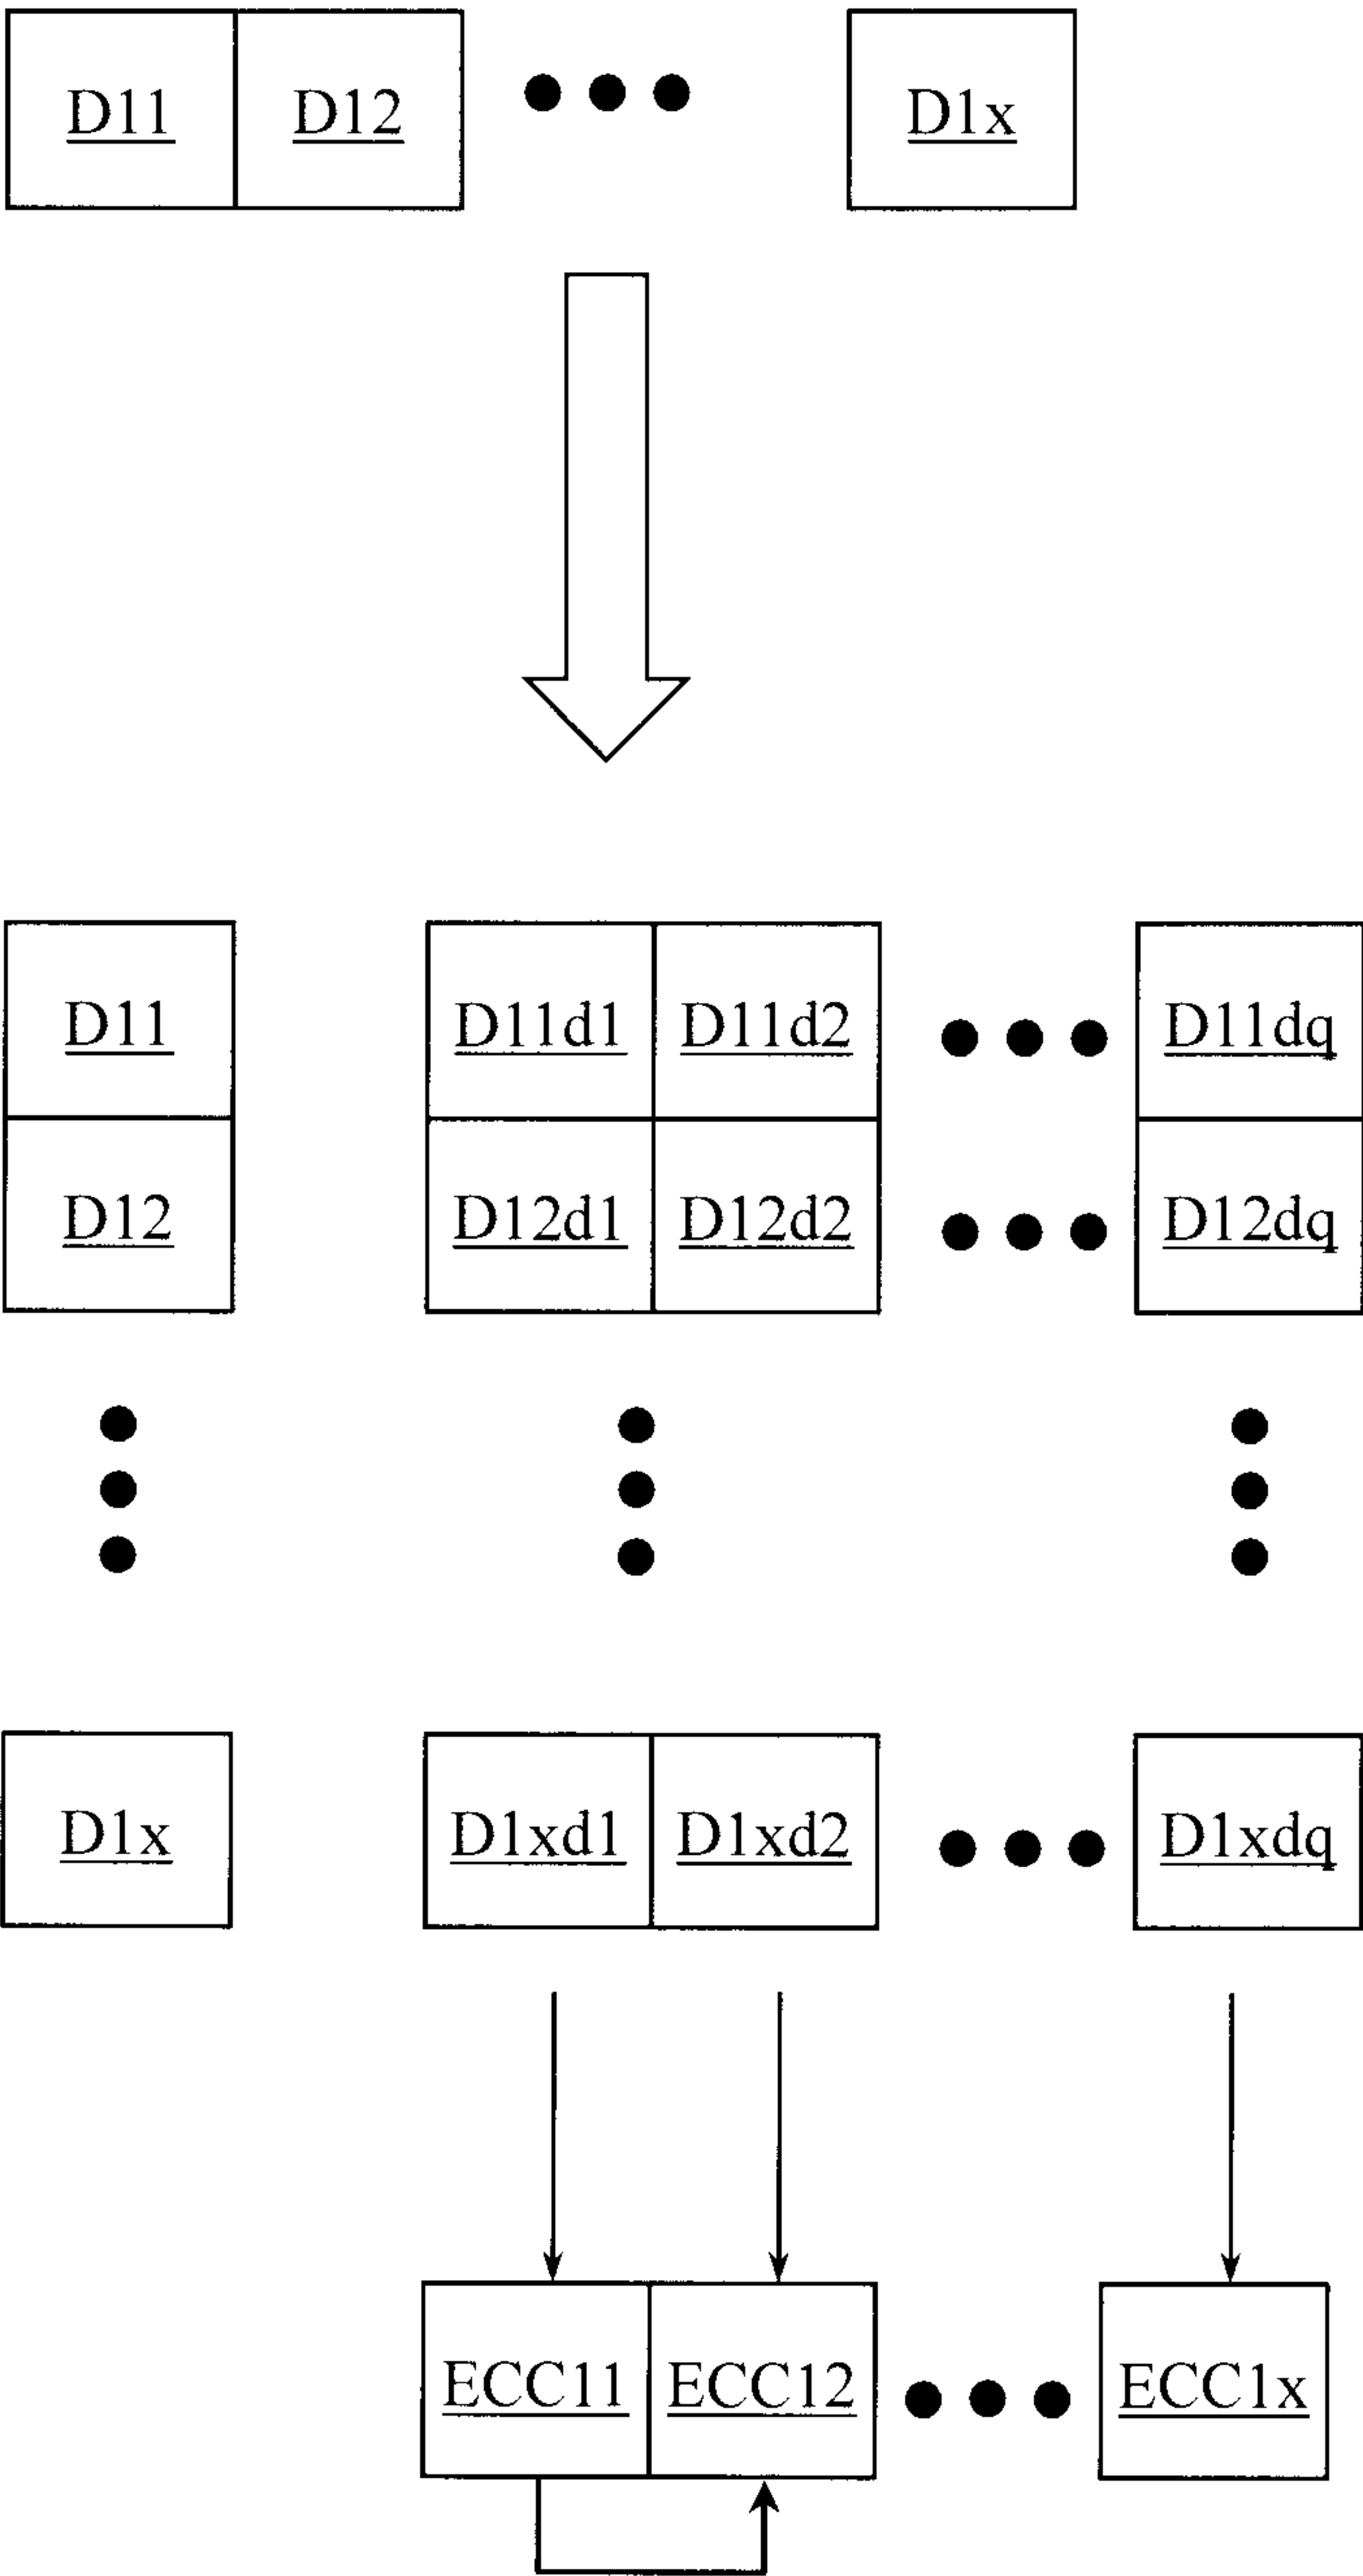 D11 D12 D1x
D11 D11d1 D11d2 D11dq
D12 D12d1 D12d2 D12dq
D1x D1xd1 D1xd2 D1xdq
ECC11 ECC12 ECC1x